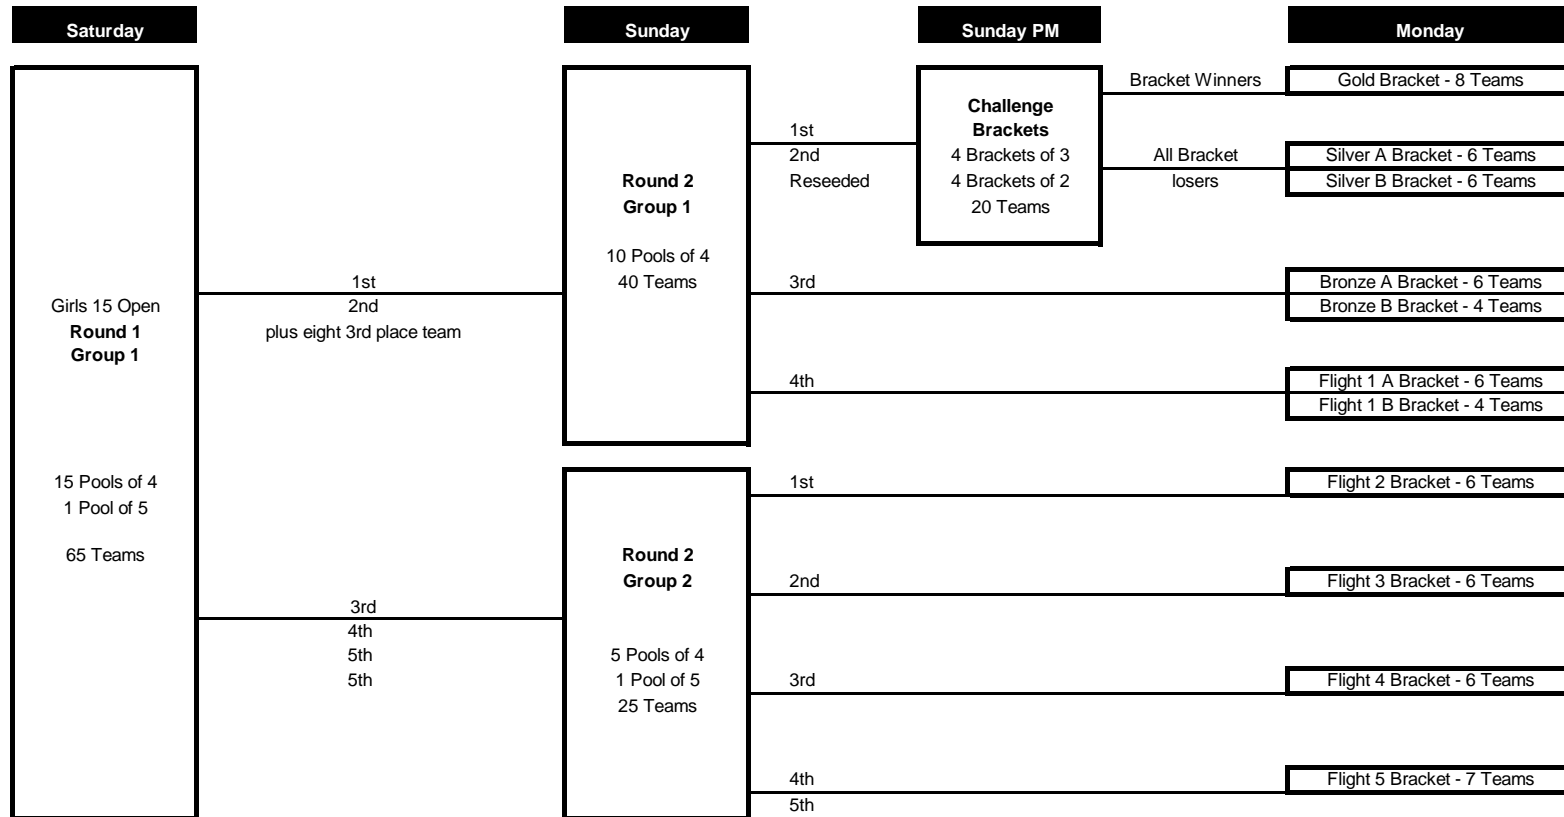 Saturday
Sunday
Sunday PM
Monday
Girls 15 Open
Round 1
Group 1
15 Pools of 4
1 Pool of 5
65 Teams
1st
2nd
plus eight 3rd place team
3rd
4th
5th
5th
Round 2
Group 1
10 Pools of 4
40 Teams
Round 2
Group 2
5 Pools of 4
1 Pool of 5
25 Teams
1st
2nd
Reseeded
3rd
4th
1st
2nd
3rd
4th
5th
Challenge
Brackets
4 Brackets of 3
4 Brackets of 2
20 Teams
Bracket Winners
All Bracket
losers
Gold Bracket - 8 Teams
Silver A Bracket - 6 Teams
Silver B Bracket - 6 Teams
Bronze A Bracket - 6 Teams
Bronze B Bracket - 4 Teams
Flight 1 A Bracket - 6 Teams
Flight 1 B Bracket - 4 Teams
Flight 2 Bracket - 6 Teams
Flight 3 Bracket - 6 Teams
Flight 4 Bracket - 6 Teams
Flight 5 Bracket - 7 Teams